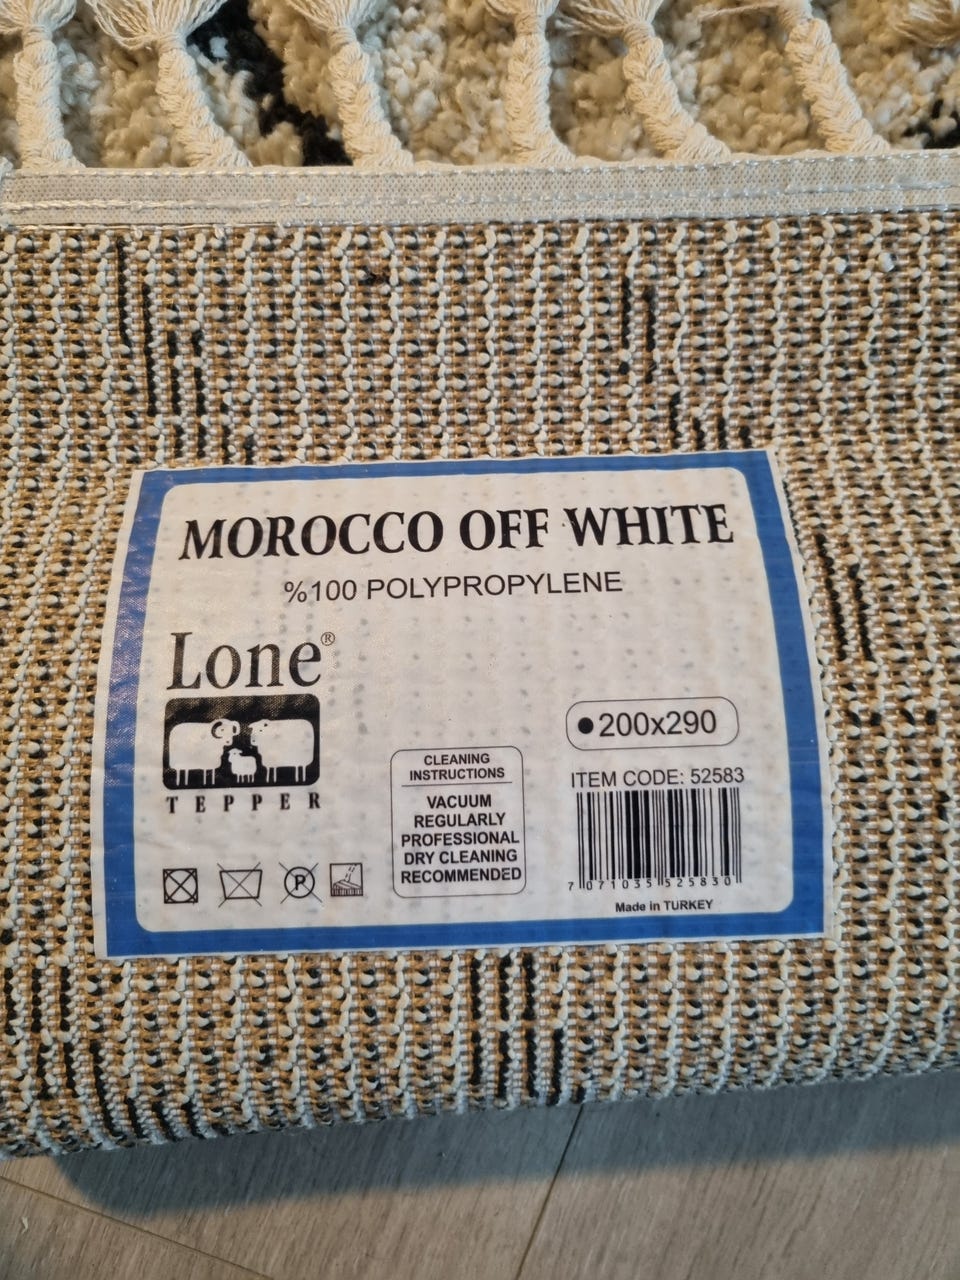 MOROCCO OFF WHITE
%100 POLYPROPYLENE
Lone®
TEPPER
P
CLEANING
INSTRUCTIONS
VACUUM
REGULARLY
PROFESSIONAL
DRY CLEANING
RECOMMENDED
●200x290
ITEM CODE: 52583
7 071035 525830
Made in TURKEY